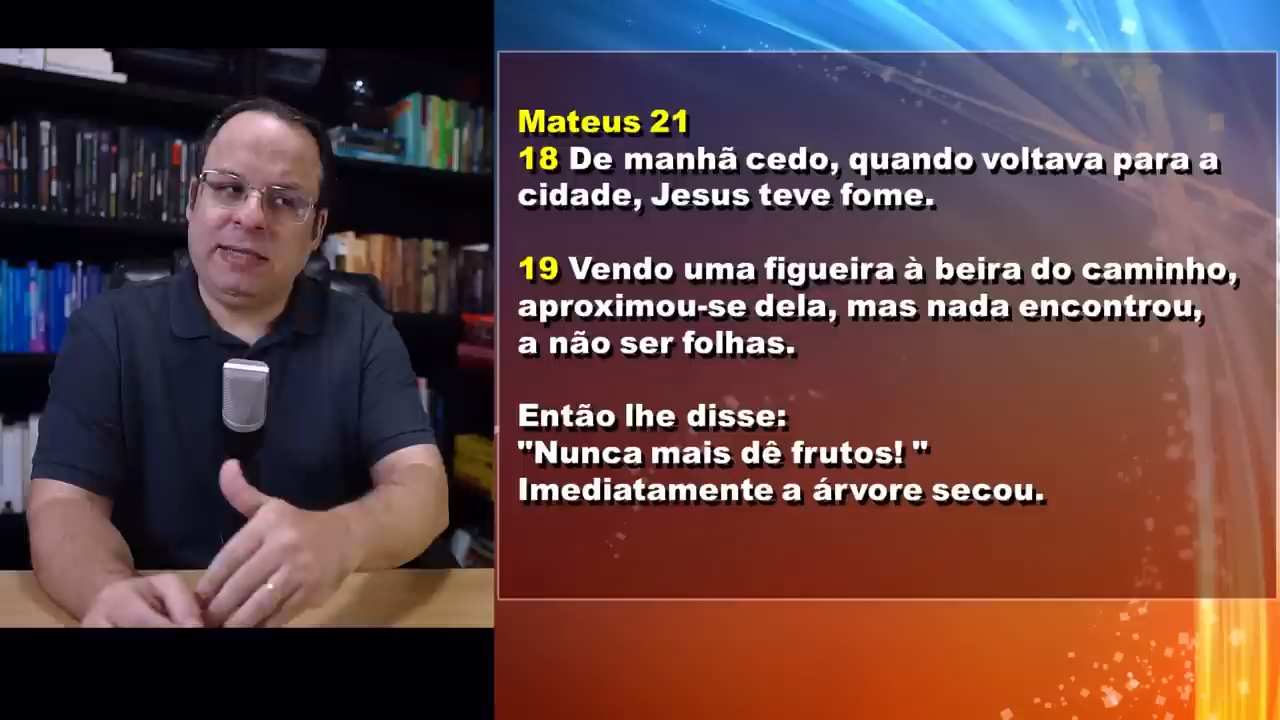 Mateus 21
18 De manhã cedo, quando voltava para a
cidade, Jesus teve fome.
19 Vendo uma figueira à beira do caminho,
aproximou-se dela, mas nada encontrou,
a não ser folhas.
Então lhe disse:
"Nunca mais dê frutos! "
Imediatamente a árvore secou.